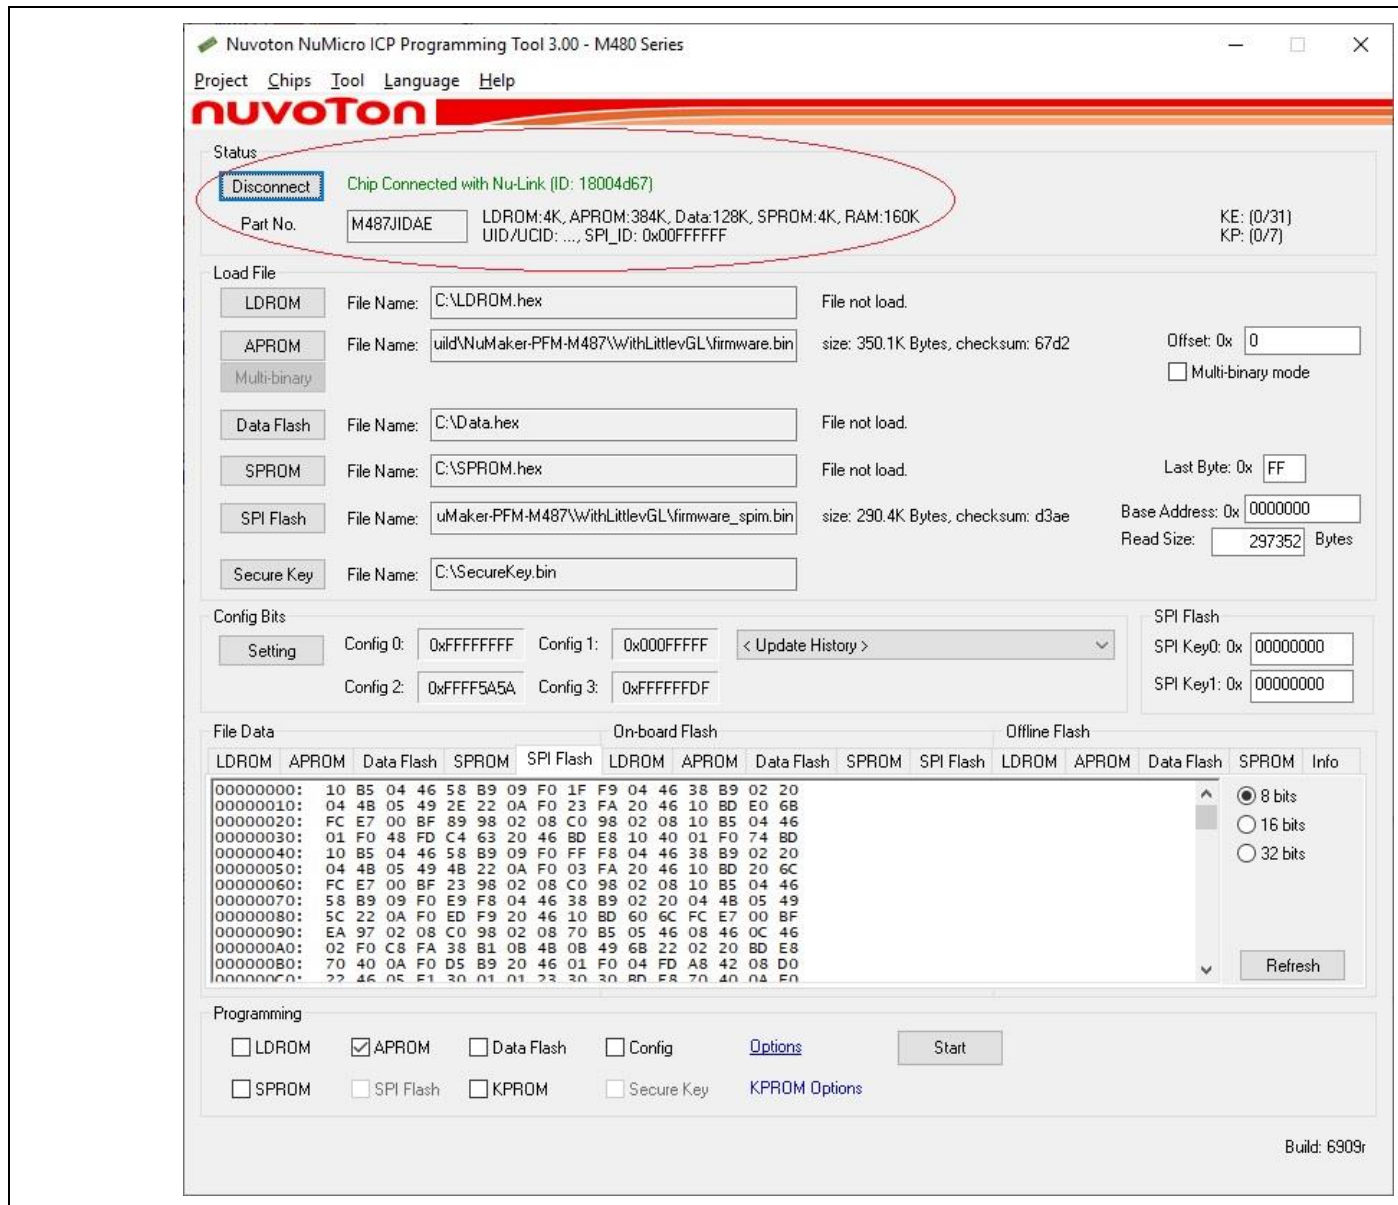 Nuvoton NuMicro ICP Programming Tool 3.00 - M480 Series
Project Chips Tool Language Help
nuvoTon
Status
Disconnect Chip Connected with Nu-Link (ID: 18004d67)
Part No. M487JIDAE LDROM:4K, APROM:384K, Data:128K, SPROM:4K, RAM:160K KE: (0/31)
UID/UCID: ..., SPI_ID: 0x00FFFFFF KP: (0/7)
Load File
LDROM File Name: C:\LDROM.hex File not load.
APROM File Name: uild\NuMaker-PFM-M487\WithLittlevGL\firmware.bin size: 350.1K Bytes, checksum: 67d2 Offset: 0x 0
Multi-binary Multi-binary mode
Data Flash File Name: C:\Data.hex File not load.
SPROM File Name: C:\SPROM.hex File not load. Last Byte: 0x FF
SPI Flash File Name: uMaker-PFM-M487\WithLittlevGL\firmware_spim.bin size: 290.4K Bytes, checksum: d3ae Base Address: 0x 0000000
Read Size: 297352 Bytes
Secure Key File Name: C:\SecureKey.bin
Config Bits SPI Flash
Setting Config 0: 0xFFFFFFFF Config 1: 0x000FFFFF < Update History > SPI Key0: 0x 00000000
Config 2: 0xFFFF5A5A Config 3: 0xFFFFFFDF SPI Key1: 0x 00000000
File Data On-board Flash Offline Flash
LDROM APROM Data Flash SPROM SPI Flash LDROM APROM Data Flash SPROM SPI Flash LDROM APROM Data Flash SPROM Info
00000000: 10 B5 04 46 58 B9 09 F0 1F F9 04 46 38 B9 02 20 8 bits
00000010: 04 4B 05 49 2E 22 0A F0 23 FA 20 46 10 BD E0 6B
00000020: FC E7 00 BF 89 98 02 08 C0 98 02 08 10 B5 04 46 16 bits
00000030: 01 F0 48 FD C4 63 20 46 BD E8 10 40 01 F0 74 BD
00000040: 10 B5 04 46 58 B9 09 F0 FF F8 04 46 38 B9 02 20 32 bits
00000050: 04 4B 05 49 4B 22 0A F0 03 FA 20 46 10 BD 20 6C
00000060: FC E7 00 BF 23 98 02 08 C0 98 02 08 10 B5 04 46
00000070: 58 B9 09 F0 E9 F8 04 46 38 B9 02 20 04 4B 05 49
00000080: 5C 22 0A F0 ED F9 20 46 10 BD 60 6C FC E7 00 BF
00000090: EA 97 02 08 C0 98 02 08 70 B5 05 46 08 46 0C 46
000000A0: 02 F0 C8 FA 38 B1 0B 4B 0B 49 6B 22 02 20 BD E8
000000B0: 70 40 0A F0 D5 B9 20 46 01 F0 04 FD A8 42 08 D0 Refresh
000000C0: 22 46 05 F1 30 01 01 23 30 30 BD E8 70 40 0A F0
Programming
LDROM APROM Data Flash Config Options Start
SPROM SPI Flash KPROM Secure Key KPROM Options
Build: 6909r